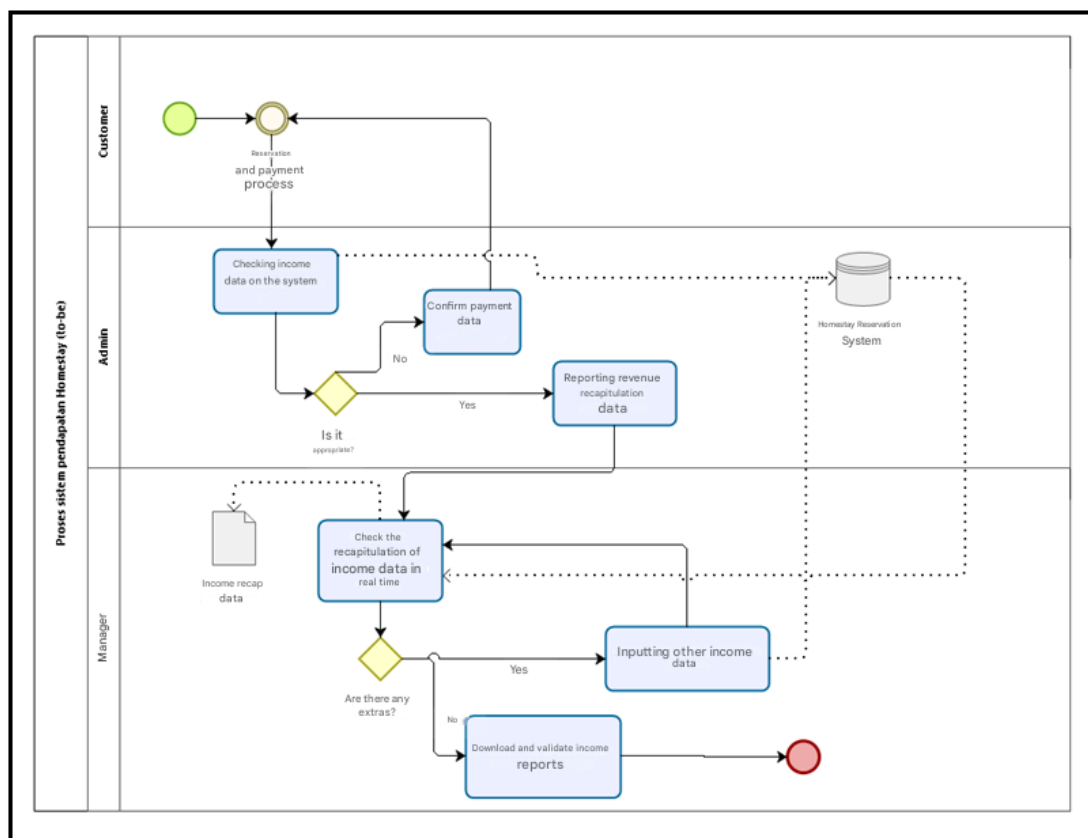 Proses sistem pendapatan Homestay (to-be)
Customer
Reservation
and payment
process
Admin
Checking income
data on the system
Confirm payment
data
No
Is it
appropriate?
Yes
Reporting revenue
recapitulation
data
Homestay Reservation
System
Manager
Income recap
data
Check the
recapitulation of
income data in
real time
Are there any
extras?
Yes
Inputting other income
data
No
Download and validate income
reports